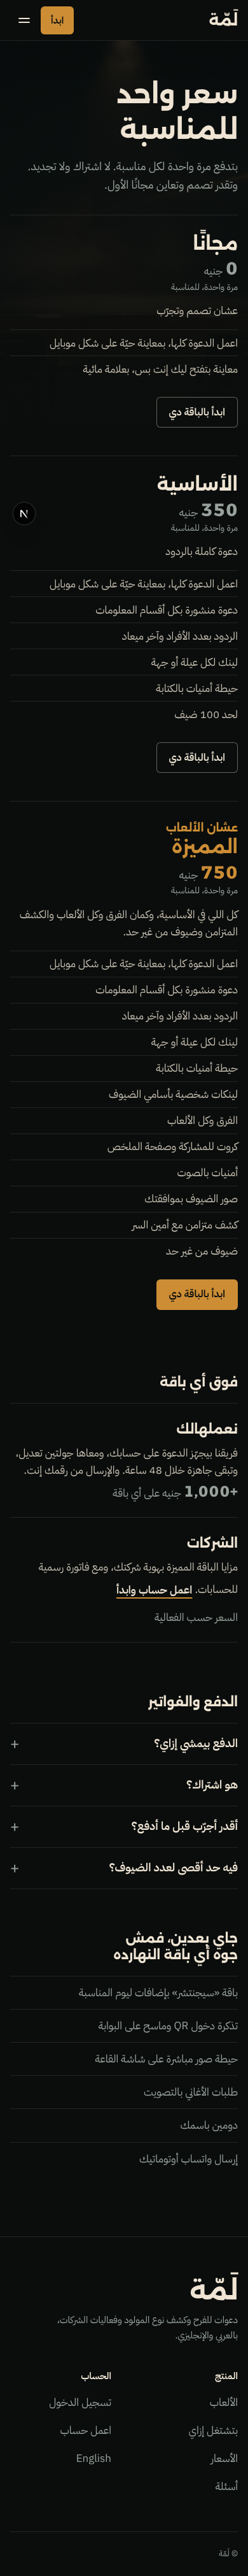 لَمّة
ابدأ
سعر واحد
للمناسبة
بتدفع مرة واحدة لكل مناسبة. لا اشتراك ولا تجديد.
وتقدر تصمم وتعاين مجانًا الأول.
مجانًا
0 جنيه
مرة واحدة، للمناسبة
عشان تصمم وتجرّب
اعمل الدعوة كلها، بمعاينة حيّة على شكل موبايل
معاينة بتفتح ليك إنت بس، بعلامة مائية
ابدأ بالباقة دي
الأساسية
350 جنيه
مرة واحدة، للمناسبة
دعوة كاملة بالردود
اعمل الدعوة كلها، بمعاينة حيّة على شكل موبايل
دعوة منشورة بكل أقسام المعلومات
الردود بعدد الأفراد وآخر ميعاد
لينك لكل عيلة أو جهة
حيطة أمنيات بالكتابة
لحد 100 ضيف
ابدأ بالباقة دي
N
عشان الألعاب
المميزة
750 جنيه
مرة واحدة، للمناسبة
كل اللي في الأساسية، وكمان الفرق وكل الألعاب والكشف
المتزامن وضيوف من غير حد.
اعمل الدعوة كلها، بمعاينة حيّة على شكل موبايل
دعوة منشورة بكل أقسام المعلومات
الردود بعدد الأفراد وآخر ميعاد
لينك لكل عيلة أو جهة
حيطة أمنيات بالكتابة
لينكات شخصية بأسامي الضيوف
الفرق وكل الألعاب
كروت للمشاركة وصفحة الملخص
أمنيات بالصوت
صور الضيوف بموافقتك
كشف متزامن مع أمين السر
ضيوف من غير حد
ابدأ بالباقة دي
فوق أي باقة
نعملهالك
فريقنا بيجهز الدعوة على حسابك، ومعاها جولتين تعديل،
وتبقى جاهزة خلال 48 ساعة. والإرسال من رقمك إنت.
+1,000 جنيه على أي باقة
الشركات
مزايا الباقة المميزة بهوية شركتك، ومع فاتورة رسمية
للحسابات. اعمل حساب وابدأ
السعر حسب الفعالية
الدفع والفواتير
الدفع بيمشي إزاي؟
هو اشتراك؟
أقدر أجرّب قبل ما أدفع؟
فيه حد أقصى لعدد الضيوف؟
جاي بعدين، فمش
جوه أي باقة النهارده
باقة «سيجنتشر» بإضافات ليوم المناسبة
تذكرة دخول QR وماسح على البوابة
حيطة صور مباشرة على شاشة القاعة
طلبات الأغاني بالتصويت
دومين باسمك
إرسال واتساب أوتوماتيك
لَمّة
دعوات للفرح وكشف نوع المولود وفعاليات الشركات،
بالعربي والإنجليزي.
المنتج
الألعاب
بتشتغل إزاي
الأسعار
أسئلة
الحساب
تسجيل الدخول
اعمل حساب
English
© لَمّة